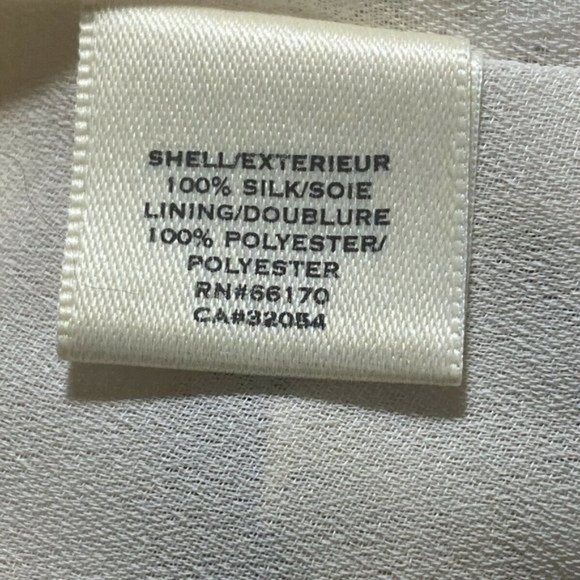 SHELL/EXTERIEUR
100% SILK/SOIE
LINING/DOUBLURE
100% POLYESTER/
POLYESTER
RN#66170
CA#32054